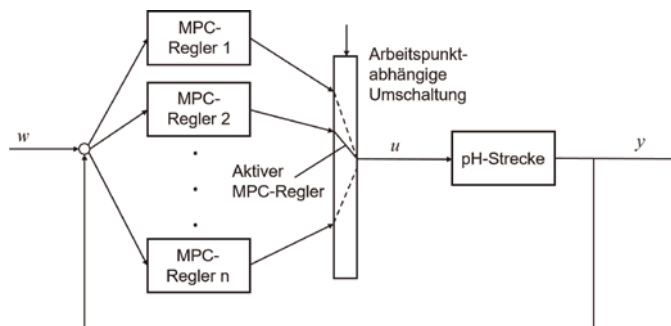 MPC-
Regler 1
Arbeitspunkt-
abhängige
Umschaltung
MPC-
Regler 2
w
u
y
pH-Strecke
Aktiver
MPC-Regler
MPC-
Regler n